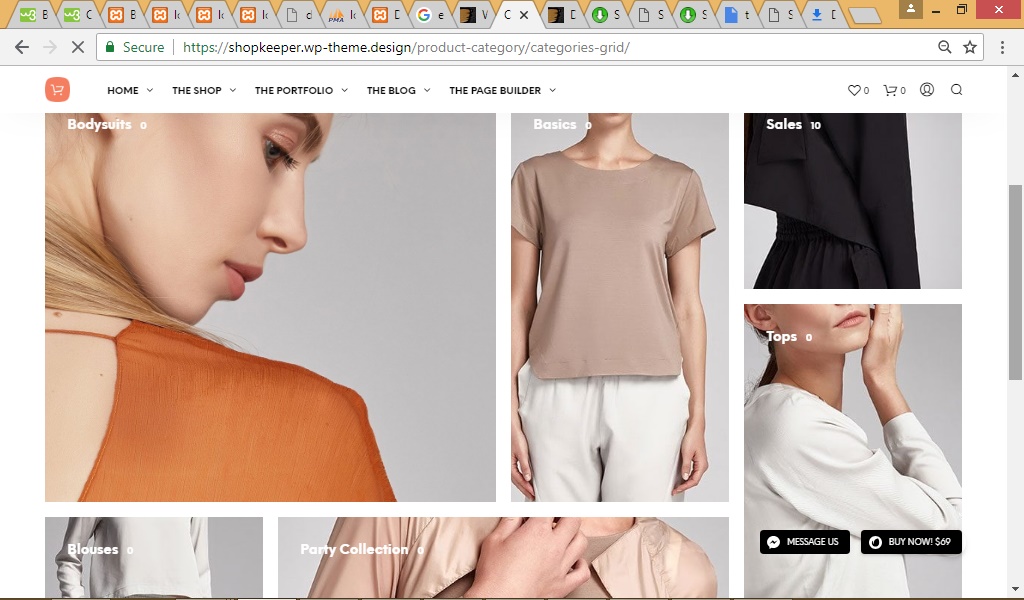 Secure https://shopkeeper.wp-theme.design/product-category/categories-grid/
HOME THE SHOP THE PORTFOLIO THE BLOG THE PAGE BUILDER 0 0
Bodysuits 0
Basics 0
Sales 10
Tops 0
Blouses 0
Party Collection 0
MESSAGE US
BUY NOW! $69